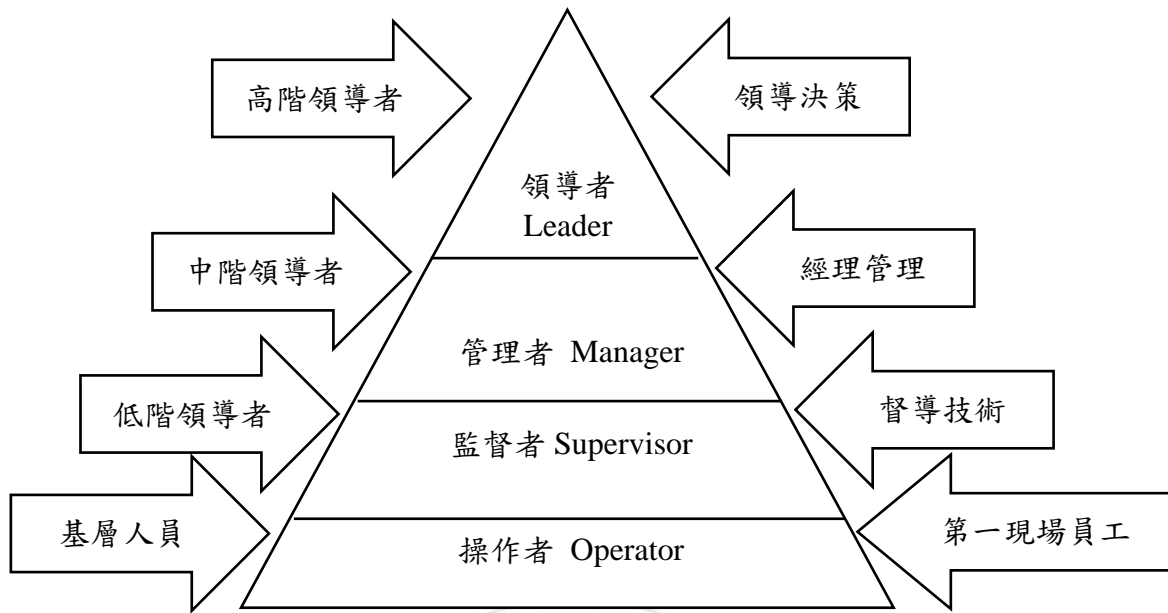 高階領導者
領導決策
領導者
Leader
中階領導者
經理管理
管理者 Manager
低階領導者
督導技術
監督者 Supervisor
基層人員
第一現場員工
操作者 Operator